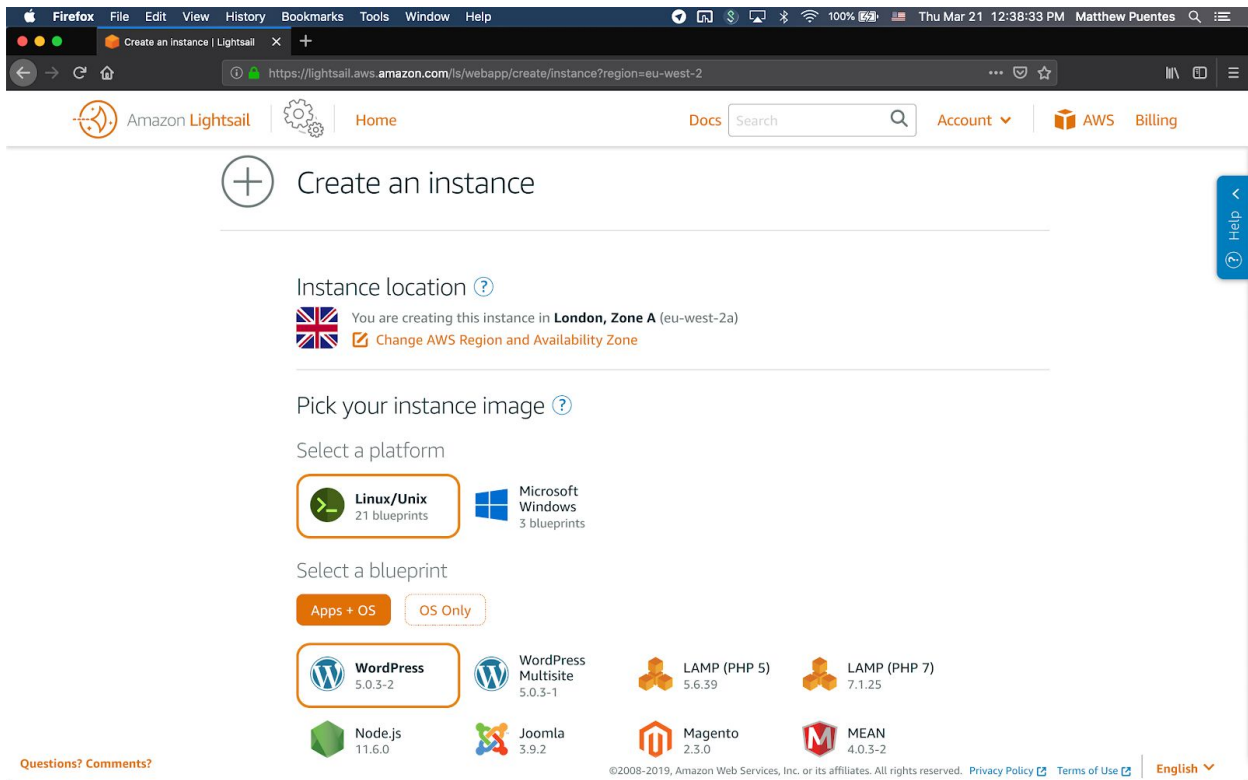 Firefox File Edit View History Bookmarks Tools Window Help 100% Thu Mar 21 12:38:33 PM Matthew Puentes
Create an instance | Lightsail
https://lightsail.aws.amazon.com/ls/webapp/create/instance?region=eu-west-2
Amazon Lightsail Home Docs Search Account AWS Billing
Create an instance
Help
Instance location ?
You are creating this instance in London, Zone A (eu-west-2a)
Change AWS Region and Availability Zone
Pick your instance image ?
Select a platform
Linux/Unix
21 blueprints
Microsoft
Windows
3 blueprints
Select a blueprint
Apps + OS OS Only
WordPress
5.0.3-2
WordPress
Multisite
5.0.3-1
LAMP (PHP 5)
5.6.39
LAMP (PHP 7)
7.1.25
Node.js
11.6.0
Joomla
3.9.2
Magento
2.3.0
MEAN
4.0.3-2
Questions? Comments?
©2008-2019, Amazon Web Services, Inc. or its affiliates. All rights reserved. Privacy Policy Terms of Use English